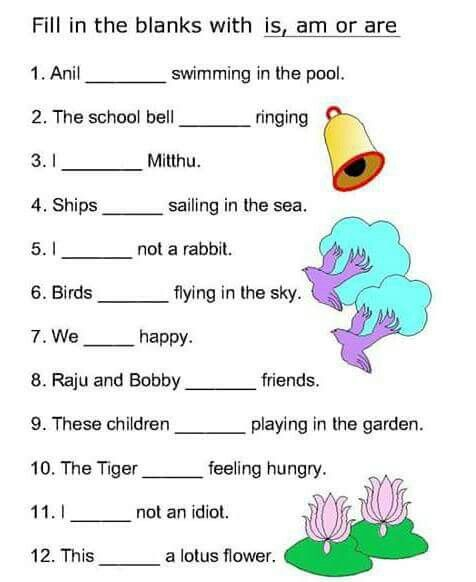 Fill in the blanks with is, am or are
1. Anil ________ swimming in the pool.
2. The school bell _______ ringing
3. I ________ Mitthu.
4. Ships ______ sailing in the sea.
5. I _______ not a rabbit.
6. Birds _______ flying in the sky.
7. We _____ happy.
8. Raju and Bobby _______ friends.
9. These children _______ playing in the garden.
10. The Tiger ______ feeling hungry.
11. I ______ not an idiot.
12. This ______ a lotus flower.